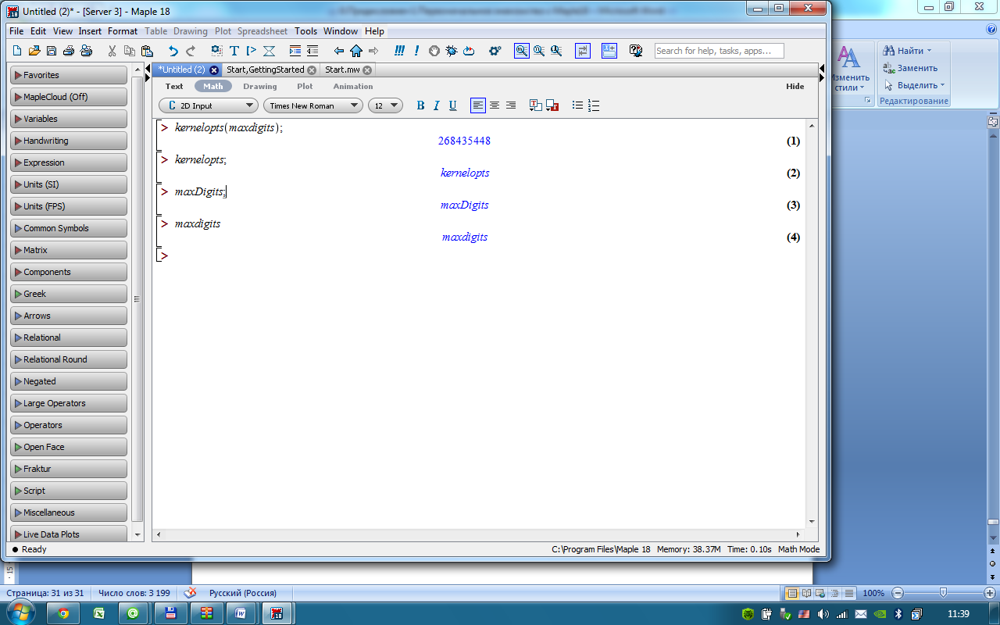 Untitled (2)* - [Server 3] - Maple 18
File Edit View Insert Format Table Drawing Plot Spreadsheet Tools Window Help
Search for help, tasks, apps...
*Untitled (2) Start,GettingStarted Start.mw
Text Math Drawing Plot Animation Hide
C 2D Input Times New Roman 12 B I U
Favorites
MapleCloud (Off)
Variables
Handwriting
Expression
Units (SI)
Units (FPS)
Common Symbols
Matrix
Components
Greek
Arrows
Relational
Relational Round
Negated
Large Operators
Operators
Open Face
Fraktur
Script
Miscellaneous
Live Data Plots
> kernelopts(maxdigits);
268435448 (1)
> kernelopts;
kernelopts (2)
> maxDigits;
maxDigits (3)
> maxdigits
maxdigits (4)
>
Ready C:\Program Files\Maple 18 Memory: 38.37M Time: 0.10s Math Mode
Изменить
стили
Найти
Заменить
Выделить
Редактирование
15
Страница: 31 из 31 Число слов: 3 199 Русский (Россия) 100%
11:39